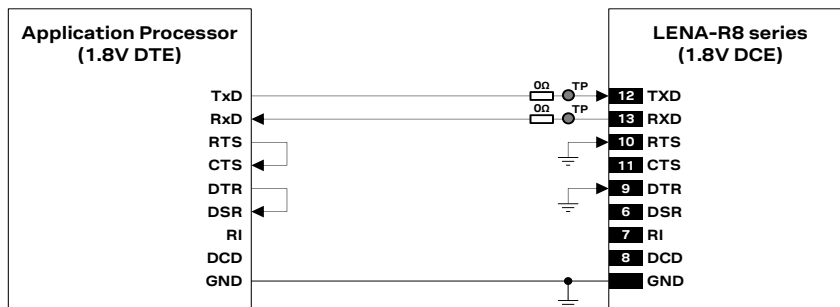 Application Processor
(1.8V DTE)
LENA-R8 series
(1.8V DCE)
TxD 0Ω TP 12 TXD
RxD 0Ω TP 13 RXD
RTS 10 RTS
CTS 11 CTS
DTR 9 DTR
DSR 6 DSR
RI 7 RI
DCD 8 DCD
GND GND